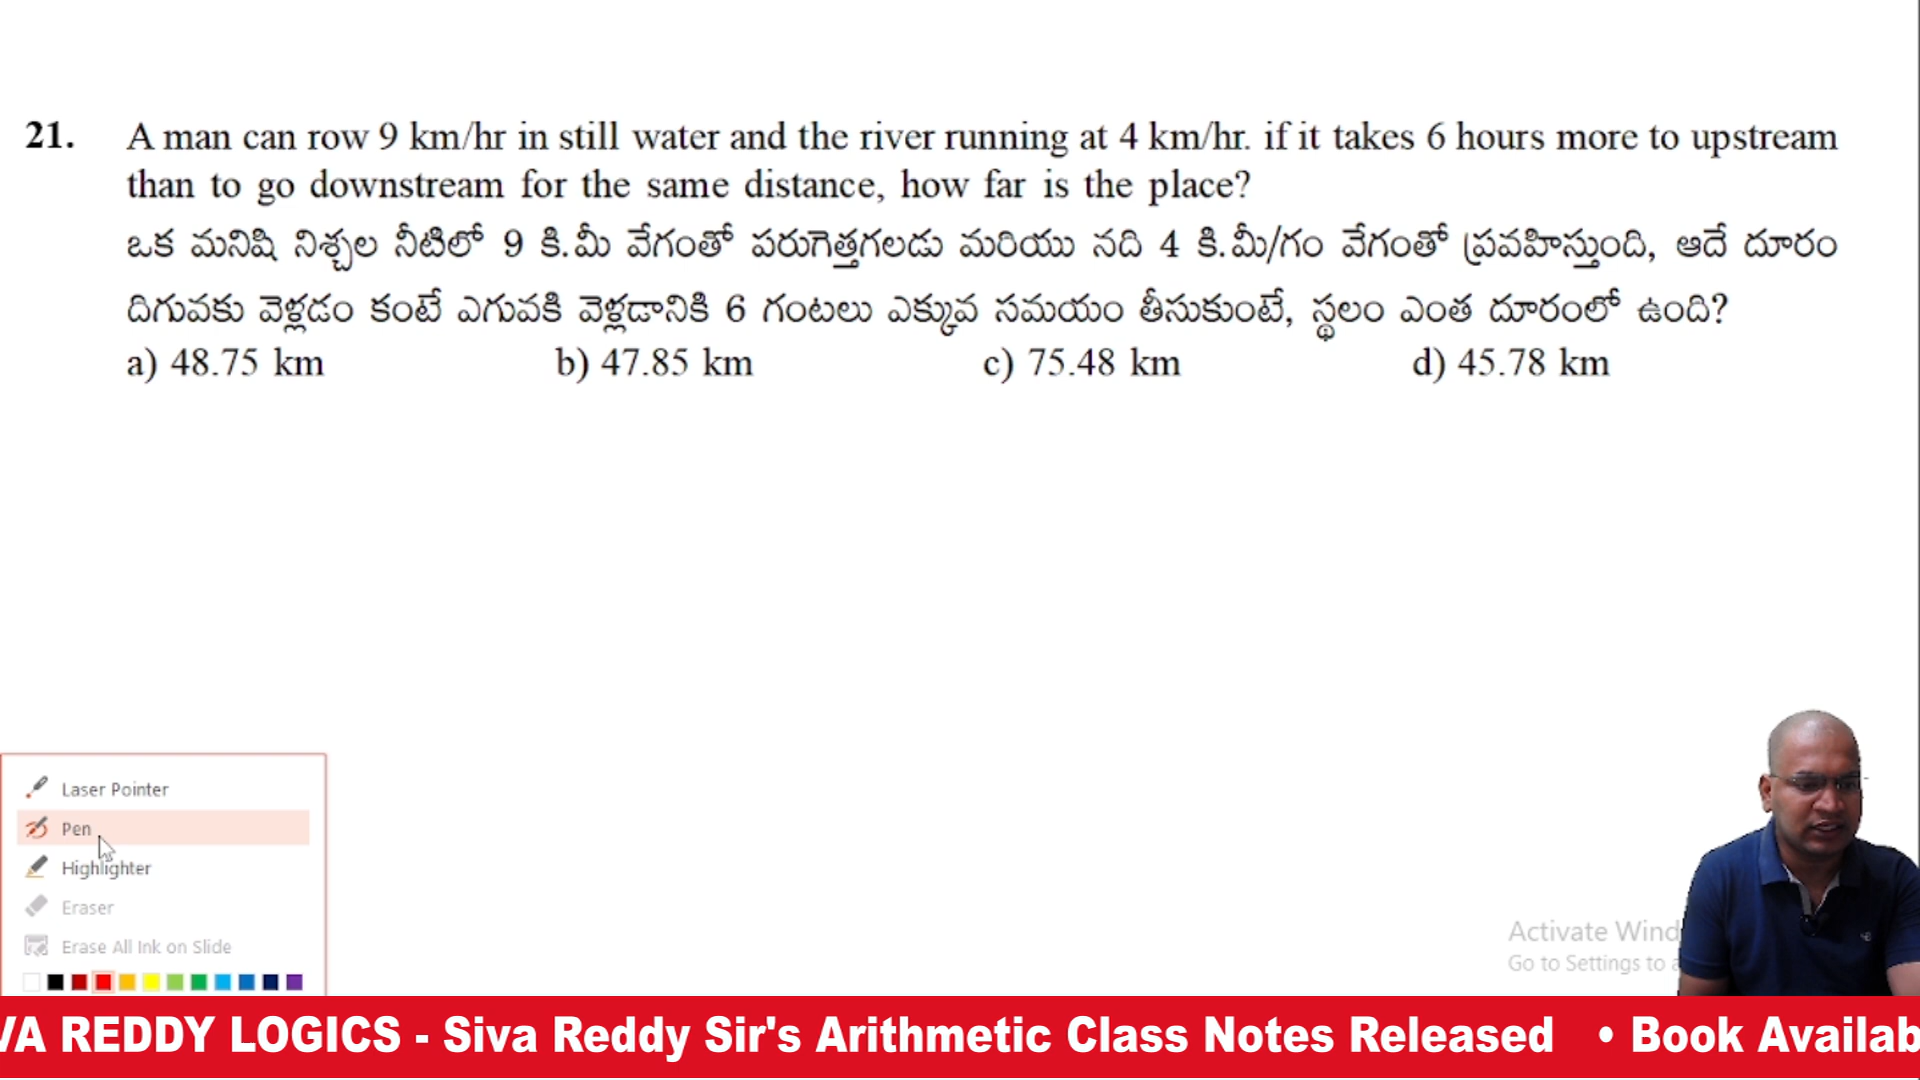 21. A man can row 9 km/hr in still water and the river running at 4 km/hr. if it takes 6 hours more to upstream
than to go downstream for the same distance, how far is the place?
ఒక మనిషి నిశ్చల నీటిలో 9 కి.మీ వేగంతో పరుగెత్తగలడు మరియు నది 4 కి.మీ/గం వేగంతో ప్రవహిస్తుంది, ఆదే దూరం
దిగువకు వెళ్లడం కంటే ఎగువకి వెళ్లడానికి 6 గంటలు ఎక్కువ సమయం తీసుకుంటే, స్థలం ఎంత దూరంలో ఉంది?
a) 48.75 km b) 47.85 km c) 75.48 km d) 45.78 km
Laser Pointer
Pen
Highlighter
Eraser
Erase All Ink on Slide
Activate Wind
Go to Settings to a
VA REDDY LOGICS - Siva Reddy Sir's Arithmetic Class Notes Released • Book Availab